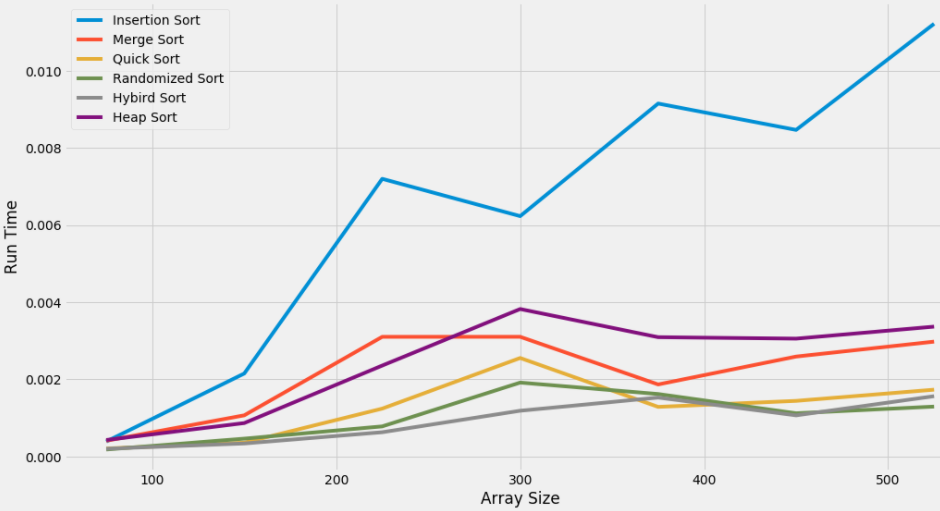 Insertion Sort
Merge Sort
Quick Sort
Randomized Sort
Hybird Sort
Heap Sort
0.010
0.008
0.006
0.004
0.002
0.000
Run Time
100 200 300 400 500
Array Size